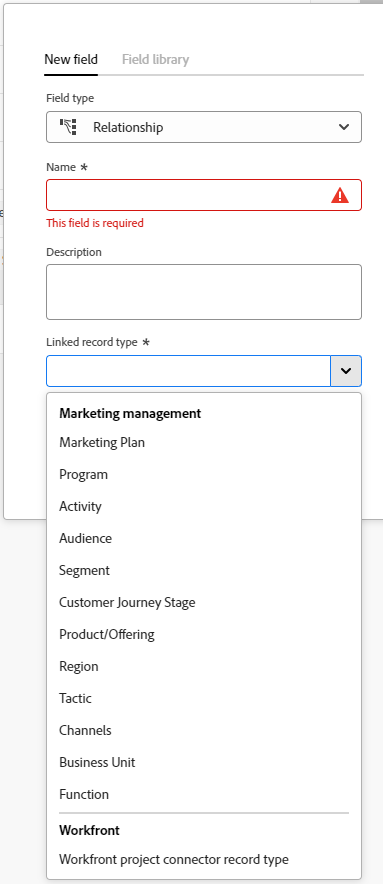 New field
Field library
Field type
Relationship
Name *
This field is required
Description
Linked record type *
Marketing management
Marketing Plan
Program
Activity
Audience
Segment
Customer Journey Stage
Product/Offering
Region
Tactic
Channels
Business Unit
Function
Workfront
Workfront project connector record type